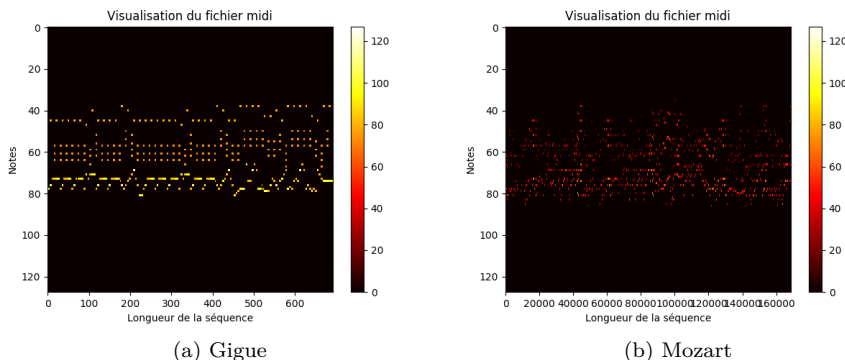 Visualisation du fichier midi
0
20
40
60
80
100
120
Notes
0 100 200 300 400 500 600
Longueur de la séquence
120
100
80
60
40
20
0
(a) Gigue
Visualisation du fichier midi
0
20
40
60
80
100
120
Notes
0 20000 40000 60000 80000 100000 120000 140000 160000
Longueur de la séquence
120
100
80
60
40
20
0
(b) Mozart